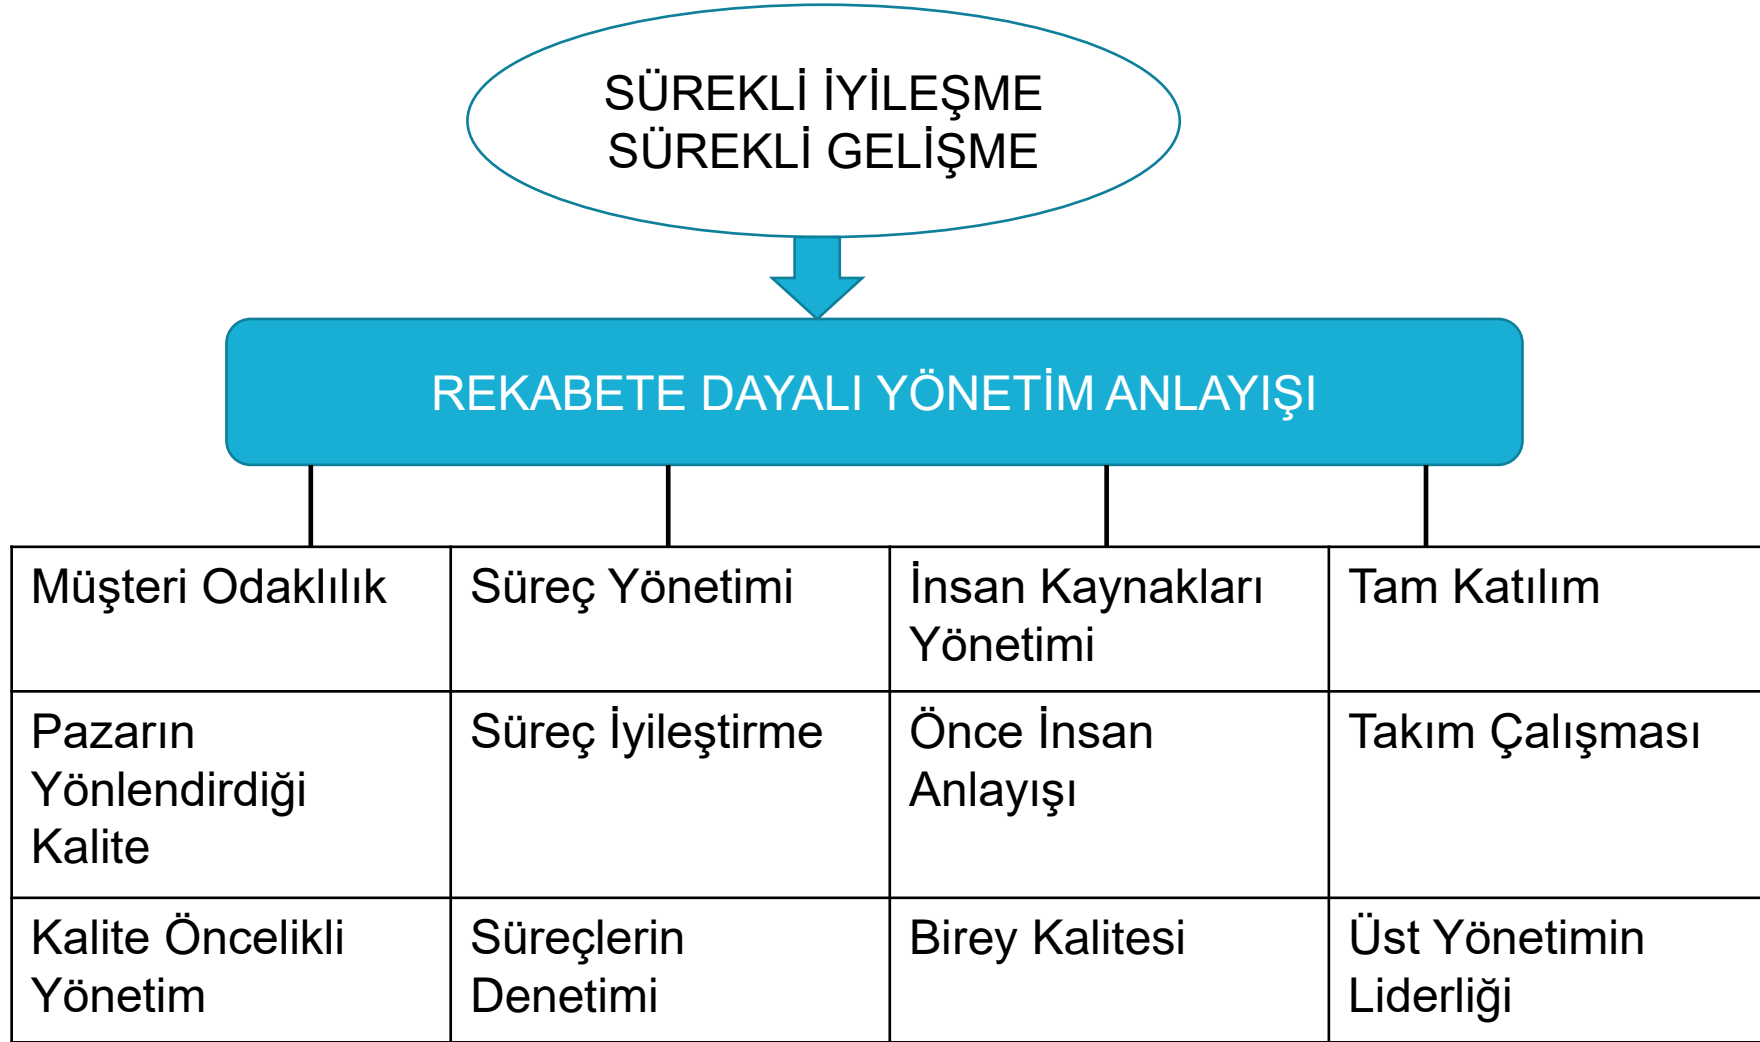 SÜREKLİ İYİLEŞME
SÜREKLİ GELİŞME
REKABETE DAYALI YÖNETİM ANLAYIŞI
Müşteri Odaklılık
Süreç Yönetimi
İnsan Kaynakları
Yönetimi
Tam Katılım
Pazarın
Yönlendirdiği
Kalite
Süreç İyileştirme
Önce İnsan
Anlayışı
Takım Çalışması
Kalite Öncelikli
Yönetim
Süreçlerin
Denetimi
Birey Kalitesi
Üst Yönetimin
Liderliği